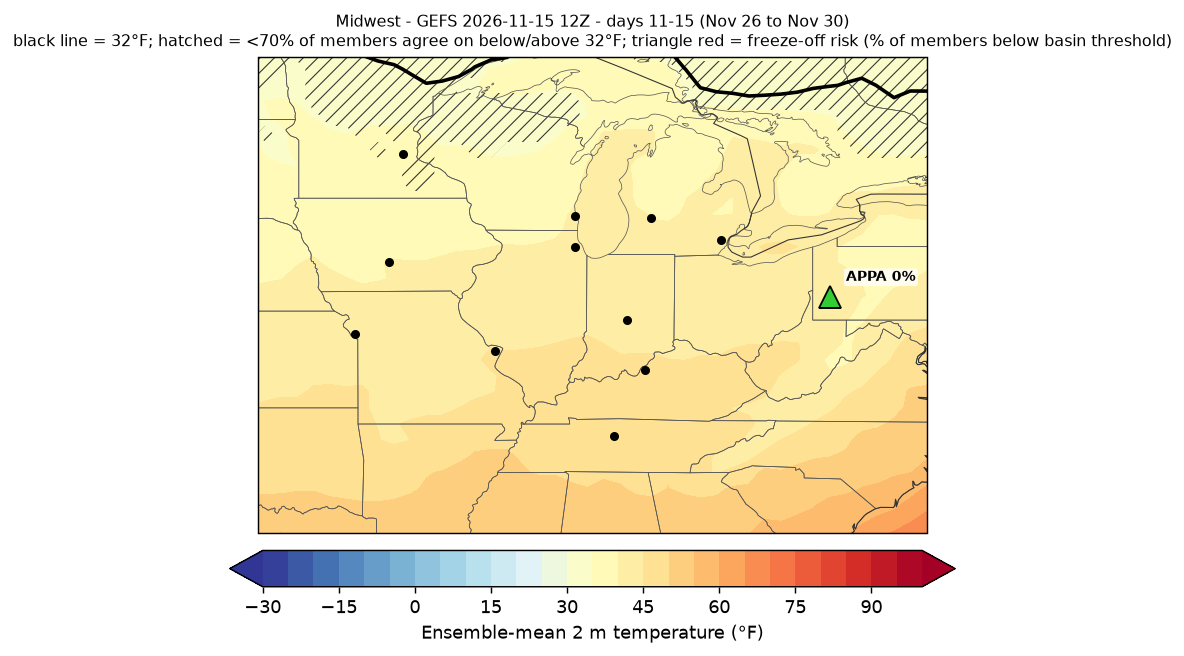 Midwest - GEFS 2026-11-15 12Z - days 11-15 (Nov 26 to Nov 30)
black line = 32°F; hatched = <70% of members agree on below/above 32°F; triangle red = freeze-off risk (% of members below basin threshold)
APPA 0%
−30 −15 0 15 30 45 60 75 90
Ensemble-mean 2 m temperature (°F)